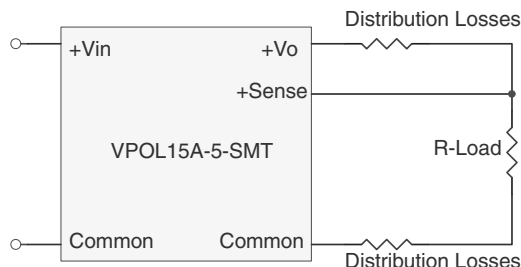 Distribution Losses
+Vin
+Vo
+Sense
VPOL15A-5-SMT
R-Load
Common
Common
Distribution Losses